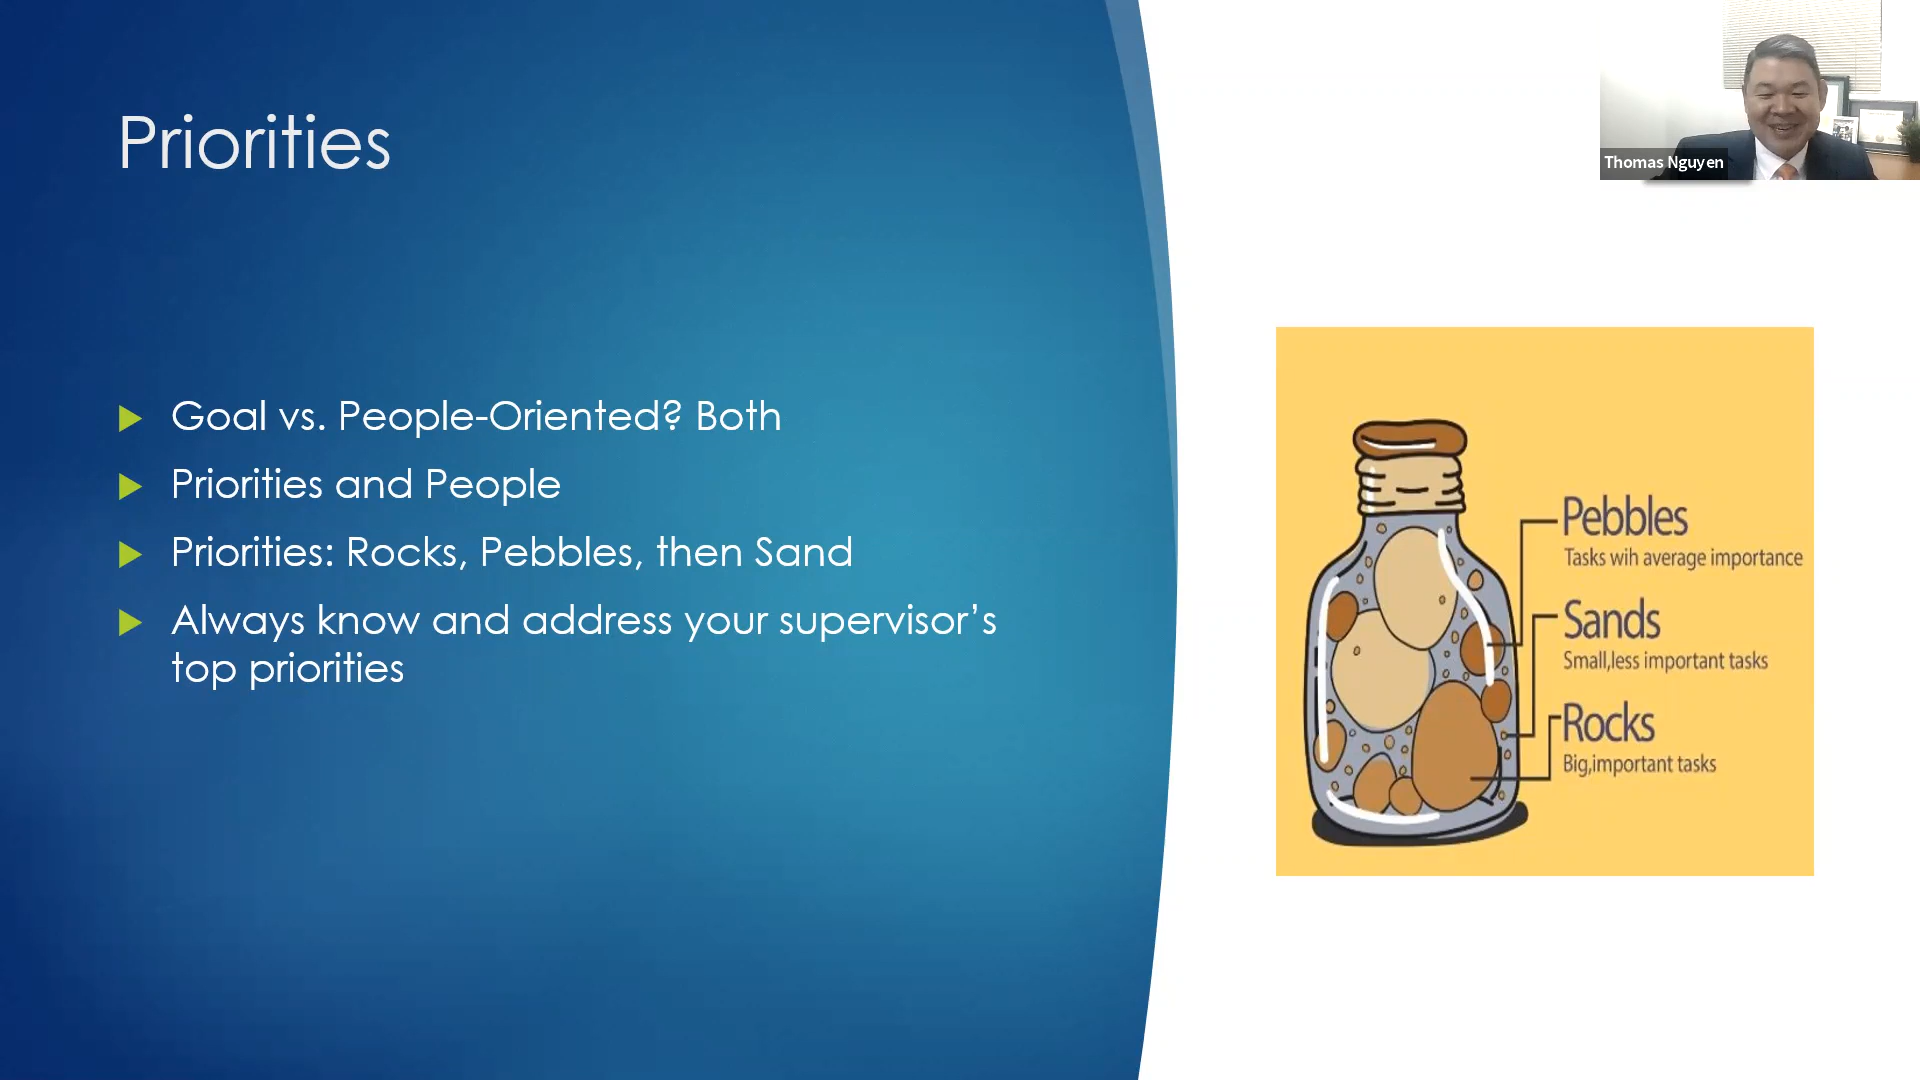 Priorities
Goal vs. People-Oriented? Both
Priorities and People
Priorities: Rocks, Pebbles, then Sand
Always know and address your supervisor’s
top priorities
Thomas Nguyen
Pebbles
Tasks wih average importance
Sands
Small,less important tasks
Rocks
Big,important tasks